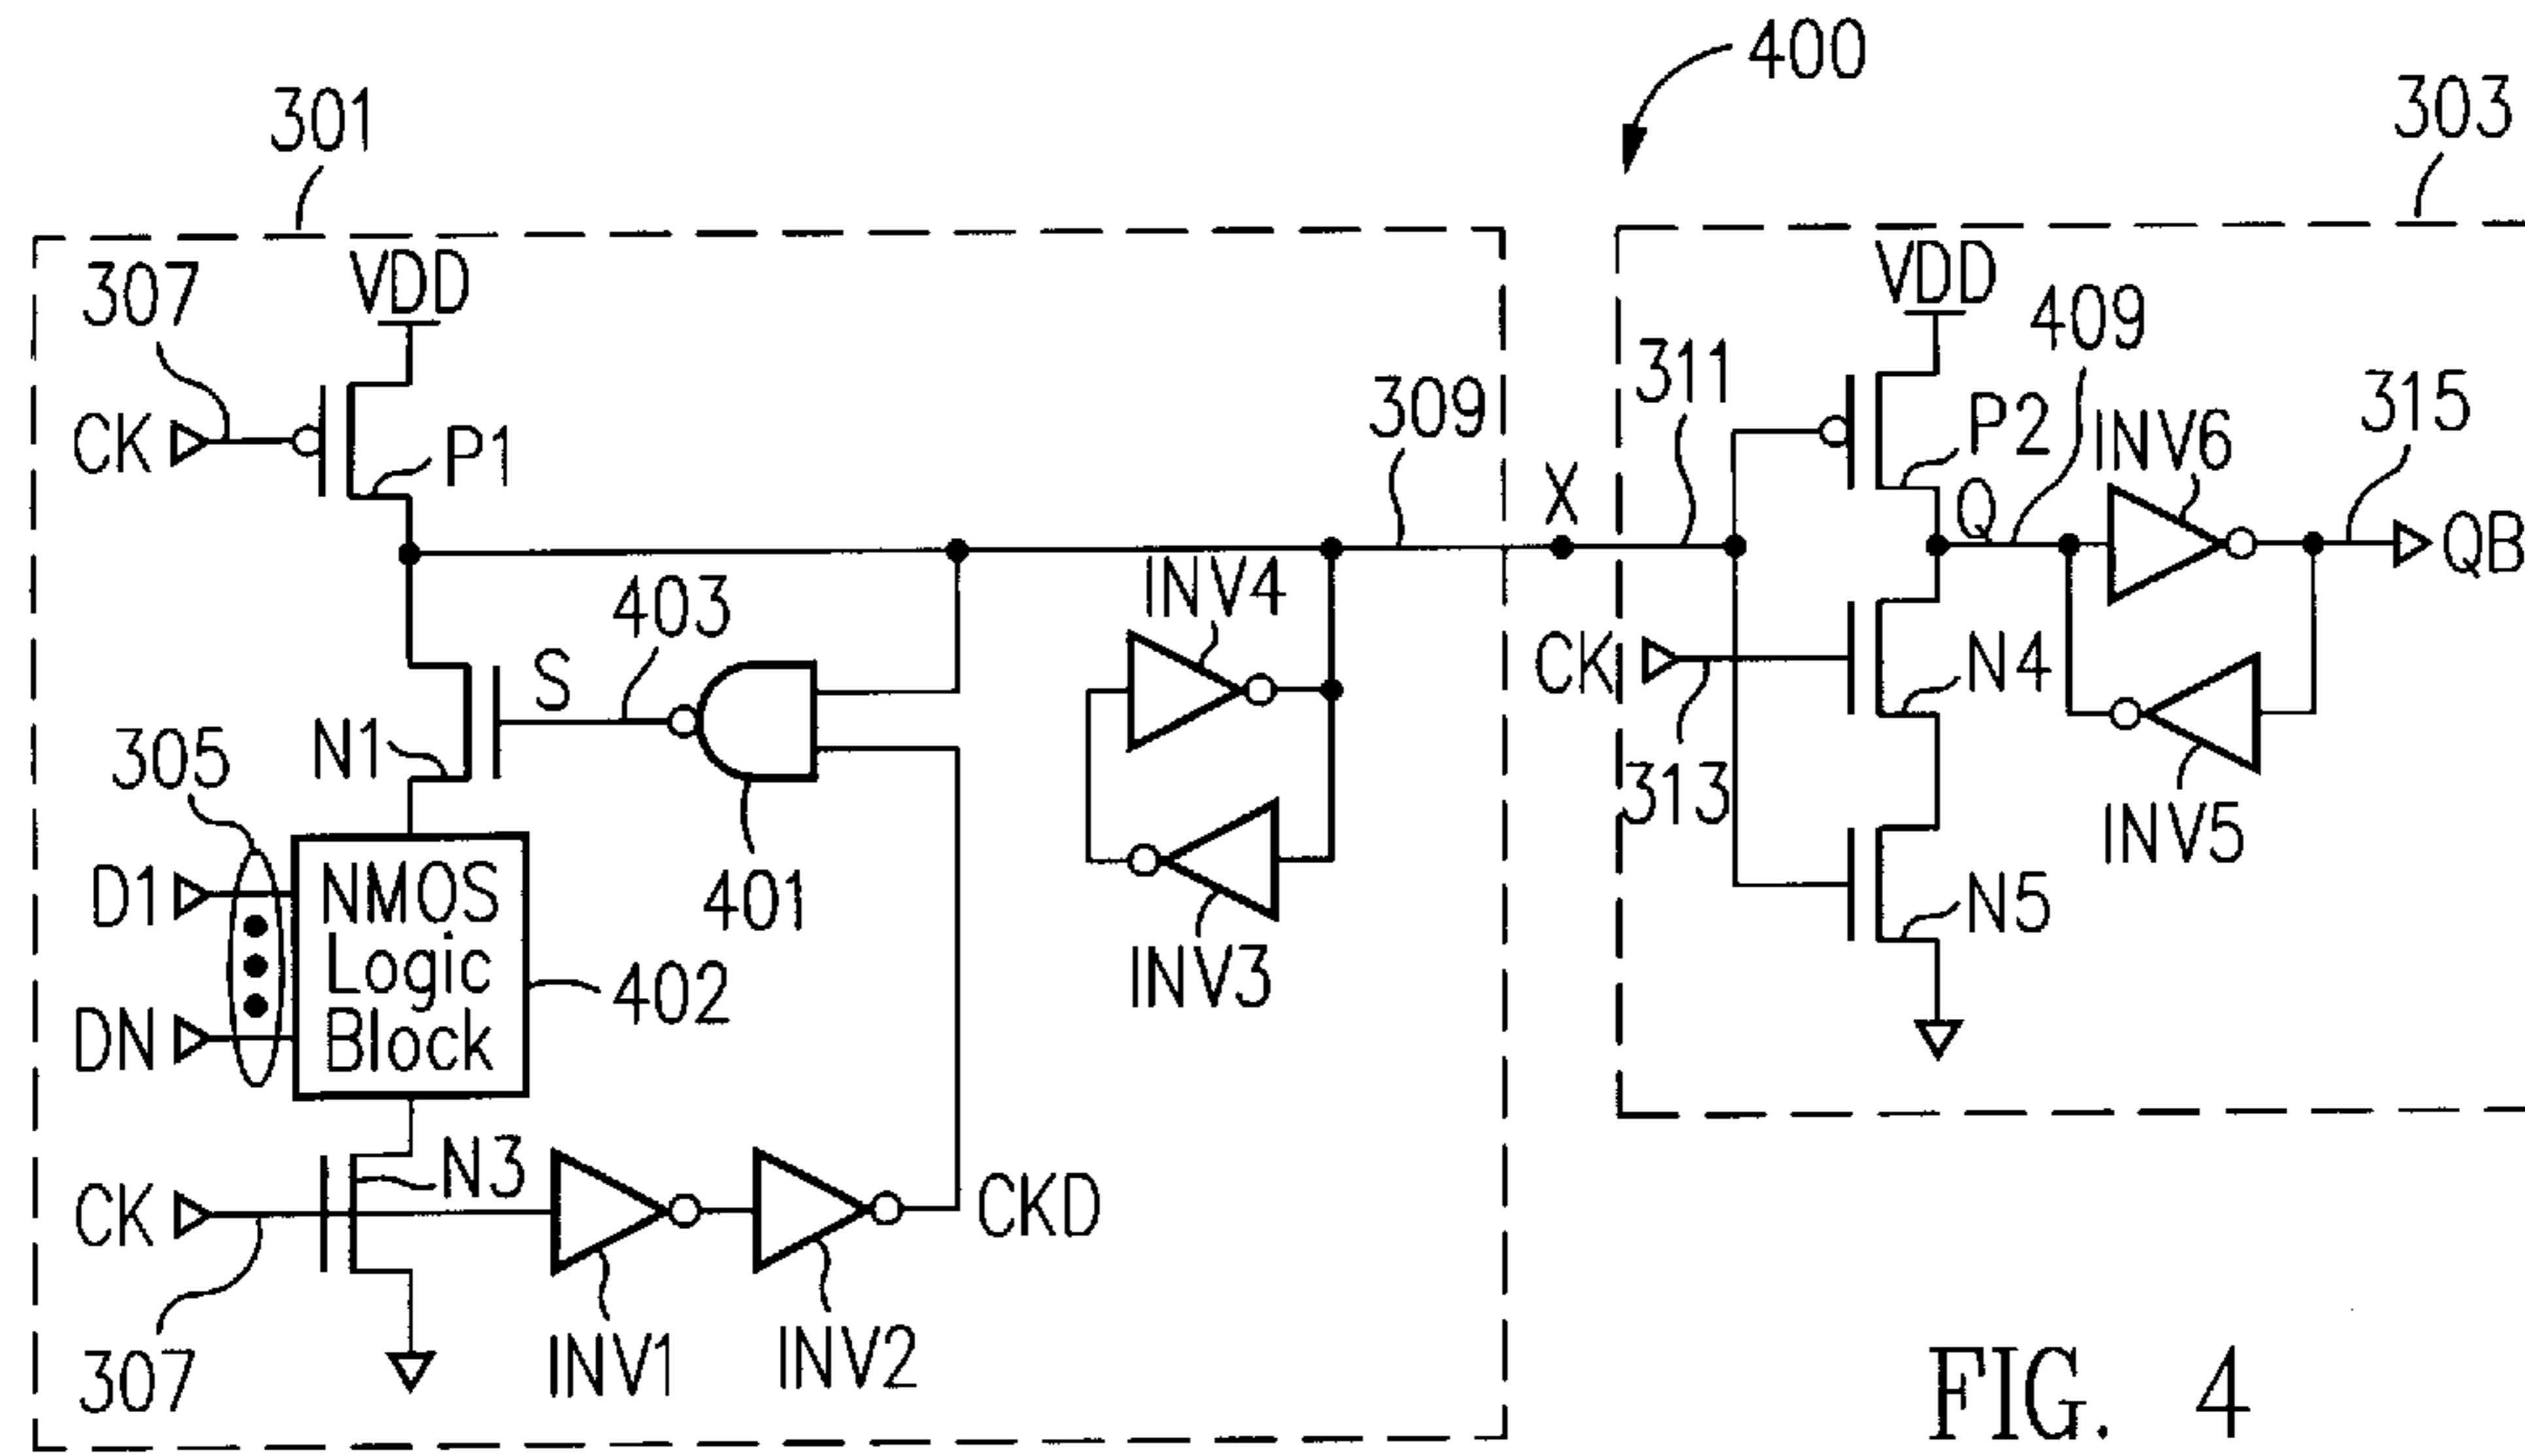 400
301
303
307
VDD
VDD
409
311
315
309
CK
P1
P2
INV6
X
Q
QB
403
INV4
S
CK
N4
N1
305
313
INV5
D1
NMOS
Logic
Block
401
N5
INV3
402
DN
N3
CK
CKD
INV1
INV2
307
FIG. 4